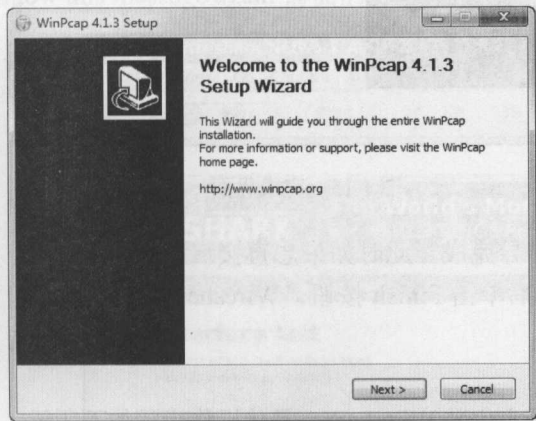 WinPcap 4.1.3 Setup
Welcome to the WinPcap 4.1.3
Setup Wizard
This Wizard will guide you through the entire WinPcap
installation.
For more information or support, please visit the WinPcap
home page.
http://www.winpcap.org
Next >
Cancel